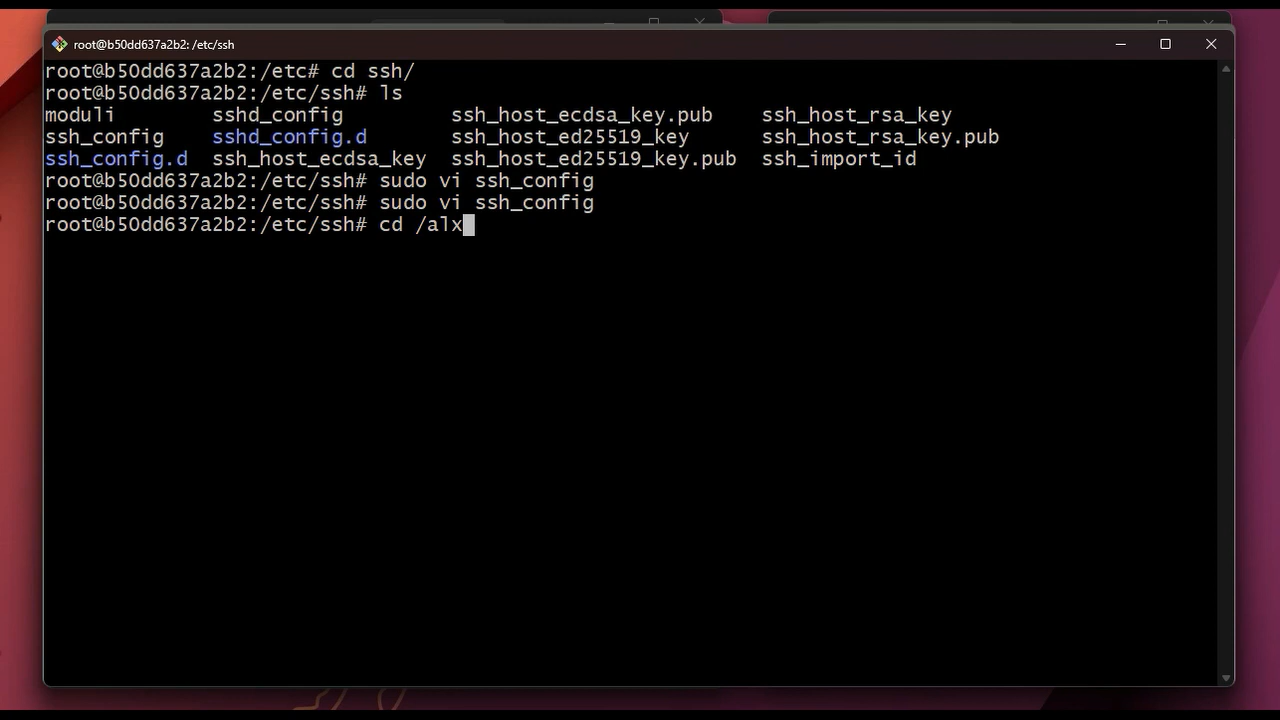 root@b50dd637a2b2: /etc/ssh
root@b50dd637a2b2:/etc# cd ssh/
root@b50dd637a2b2:/etc/ssh# ls
moduli sshd_config ssh_host_ecdsa_key.pub ssh_host_rsa_key
ssh_config sshd_config.d ssh_host_ed25519_key ssh_host_rsa_key.pub
ssh_config.d ssh_host_ecdsa_key ssh_host_ed25519_key.pub ssh_import_id
root@b50dd637a2b2:/etc/ssh# sudo vi ssh_config
root@b50dd637a2b2:/etc/ssh# sudo vi ssh_config
root@b50dd637a2b2:/etc/ssh# cd /alx